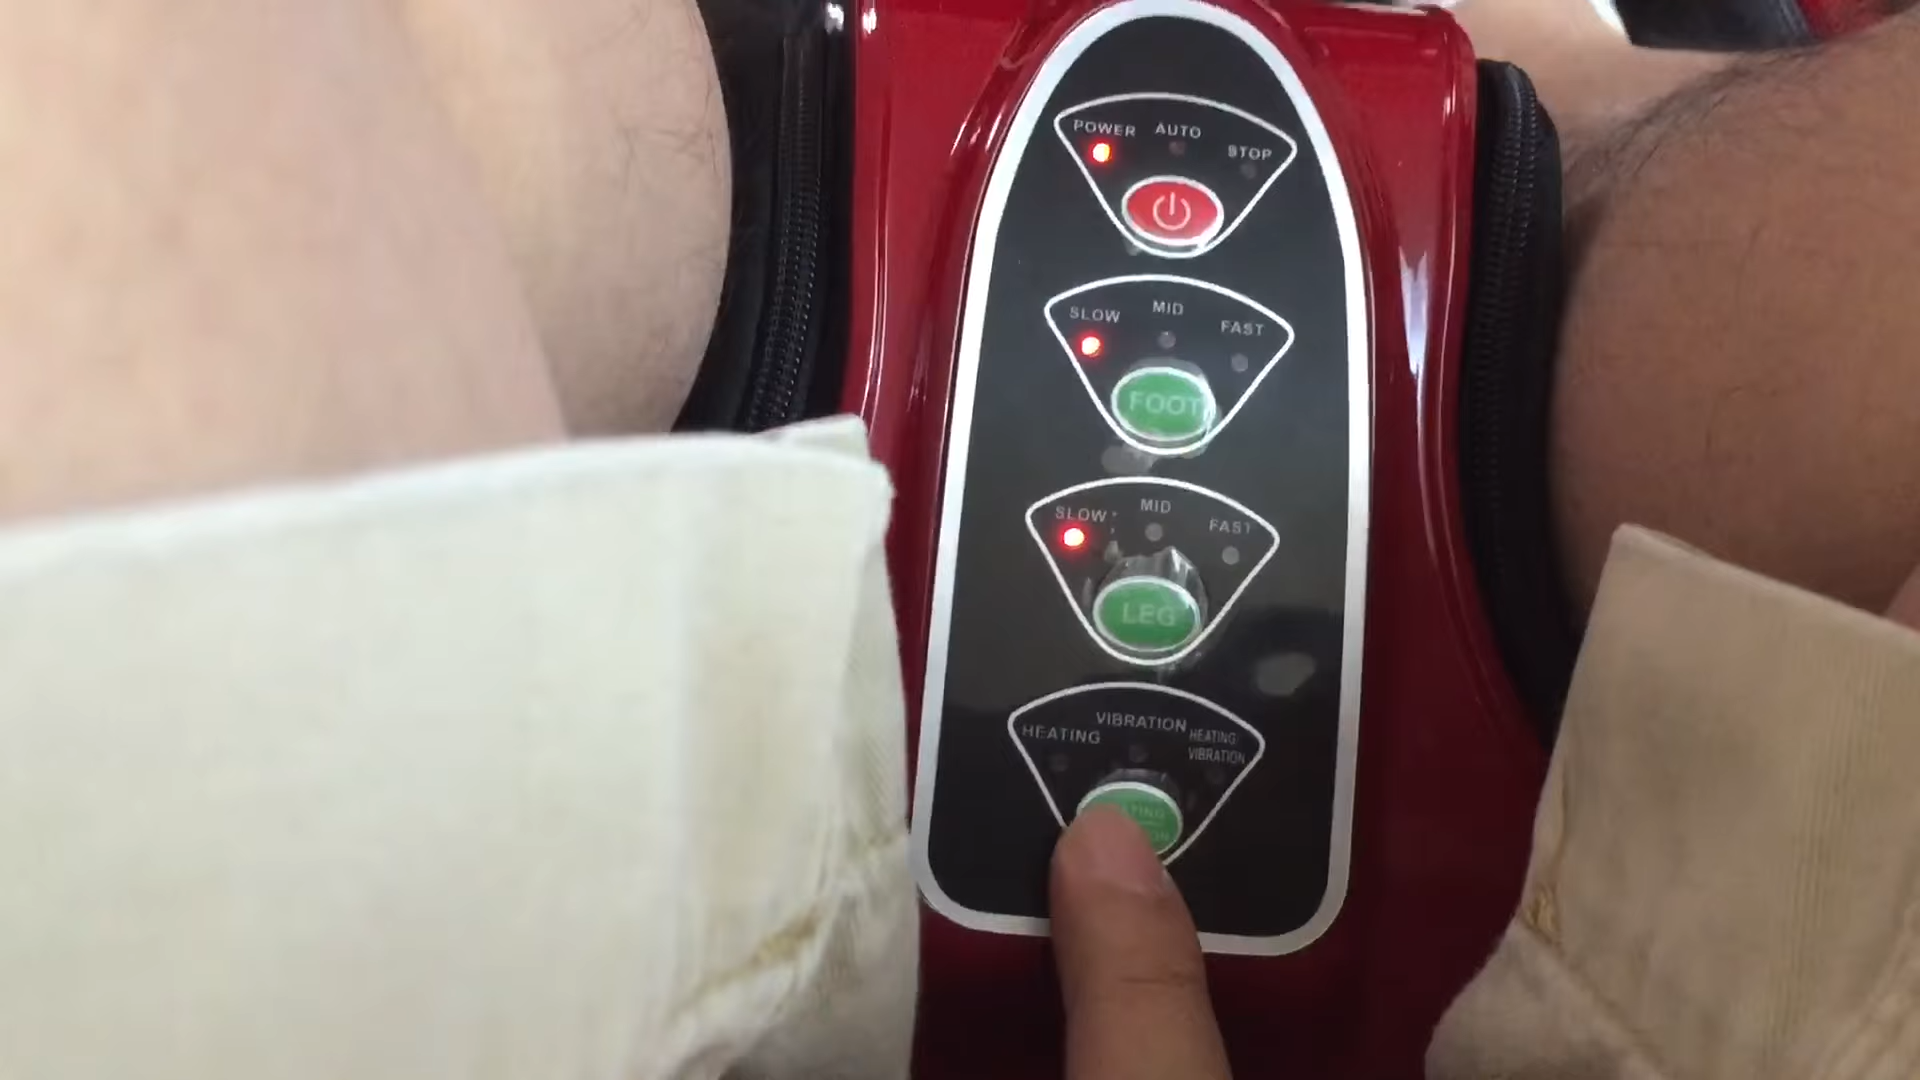 POWER AUTO STOP
SLOW MID FAST
FOOT
SLOW MID FAST
LEG
HEATING VIBRATION HEATING
VIBRATION